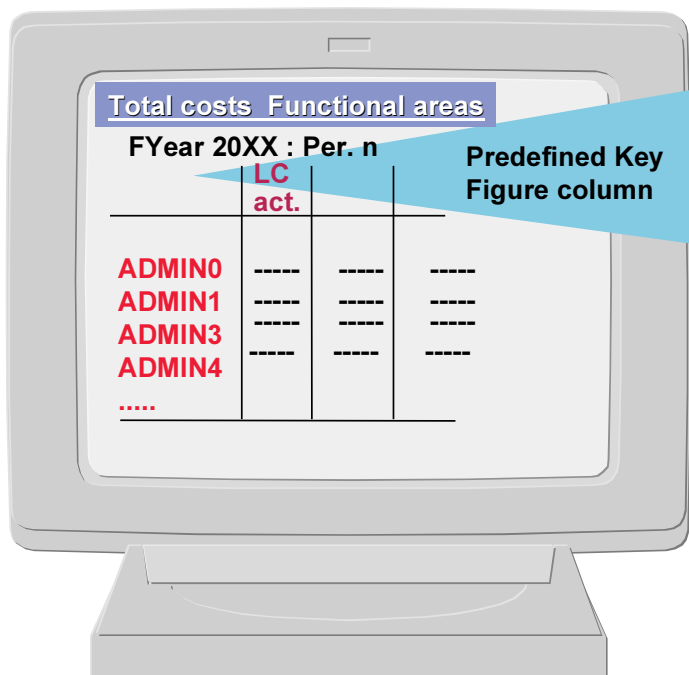 Total costs Functional areas
FYear 20XX : Per. n
Predefined Key
Figure column
LC
act.
ADMIN0 ----- ----- -----
ADMIN1 ----- ----- -----
----- ----- -----
ADMIN3
----- ----- -----
ADMIN4
.....